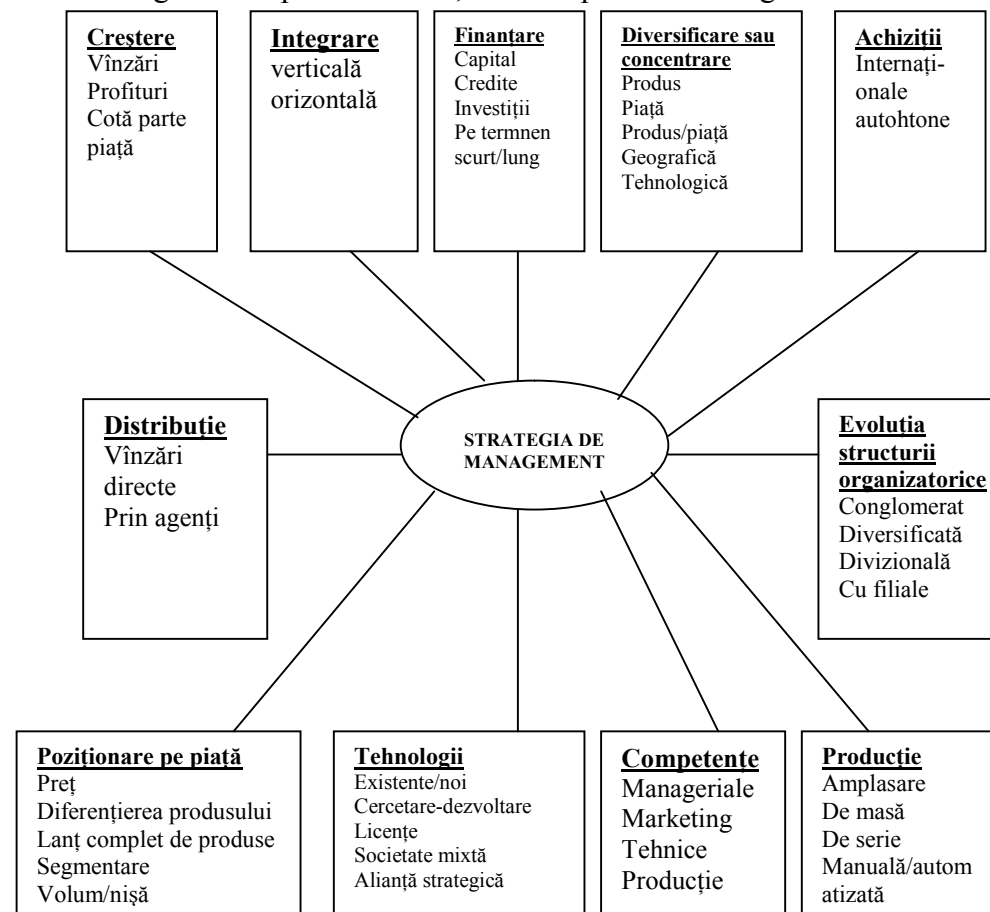 Creştere
Vînzări
Profituri
Cotă parte
piaţă
Integrare
verticală
orizontală
Finanţare
Capital
Credite
Investiţii
Pe termnen
scurt/lung
Diversificare sau
concentrare
Produs
Piaţă
Produs/piaţă
Geografică
Tehnologică
Achiziţii
Internaţi-
onale
autohtone
Distribuţie
Vînzări
directe
Prin agenţi
STRATEGIA DE
MANAGEMENT
Evoluţia
structurii
organizatorice
Conglomerat
Diversificată
Divizională
Cu filiale
Poziţionare pe piaţă
Preţ
Diferenţierea produsului
Lanţ complet de produse
Segmentare
Volum/nişă
Tehnologii
Existente/noi
Cercetare-dezvoltare
Licenţe
Societate mixtă
Alianţă strategică
Competenţe
Manageriale
Marketing
Tehnice
Producţie
Producţie
Amplasare
De masă
De serie
Manuală/autom
atizată